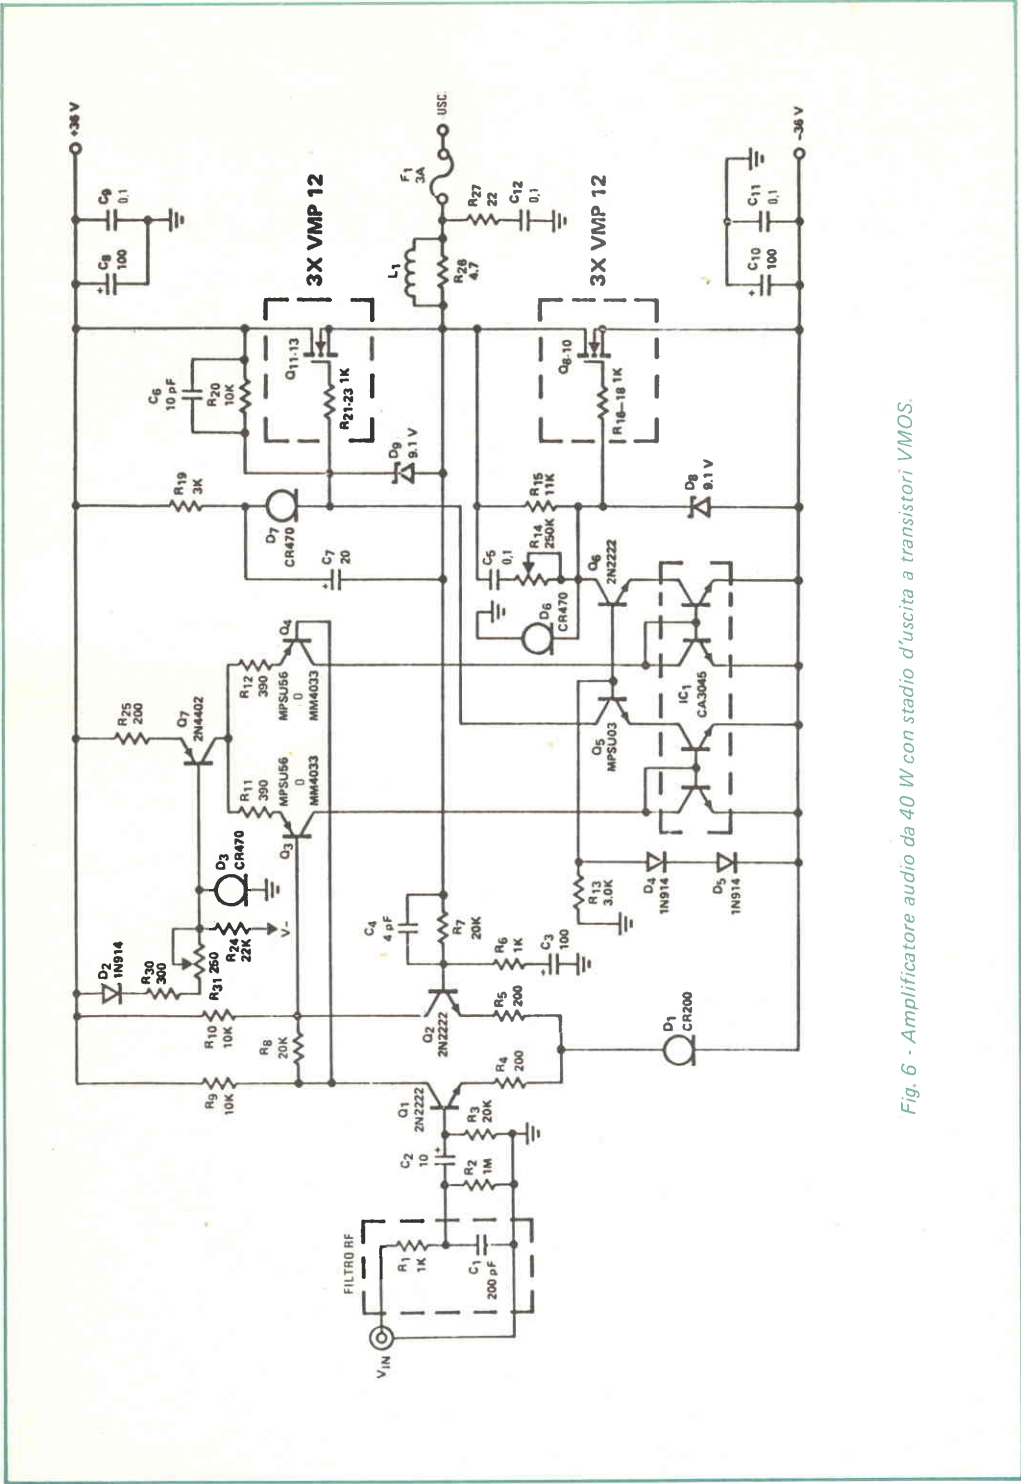 +36 V
C9
0,1
C8
100
+
3X VMP 12
C6
10 pF
R20
10K
Q11-13
R21-23 1K
R19
3K
D7
CR470
C7
20
+
D9
9.1 V
L1
R26
4.7
F1
3A
USC.
R27
22
C12
0,1
3X VMP 12
Q8-10
R16–18 1K
C10
100
+
C11
0,1
–36 V
R15
11K
R14
250K
C5
0,1
D6
CR470
Q6
2N2222
D8
9.1 V
R25
200
Q7
2N4402
R12
390
Q4
MPSU56
O
MM4033
R11
390
MPSU56
O
MM4033
Q3
D3
CR470
R24
22K
V–
D2
1N914
R30
300
R31 250
R10
10K
R8
20K
R9
10K
C4
4 pF
R7
20K
R6
1K
C3
100
+
Q5
MPSU03
IC1
CA3045
R13
3.0K
D4
1N914
D5
1N914
Q2
2N2222
R5
200
Q1
2N2222
R4
200
D1
CR200
C2
10
+
R3
20K
R2
1M
FILTRO RF
R1
1K
C1
200 pF
VIN
Fig. 6 - Amplificatore audio da 40 W con stadio d'uscita a transistori VMOS.